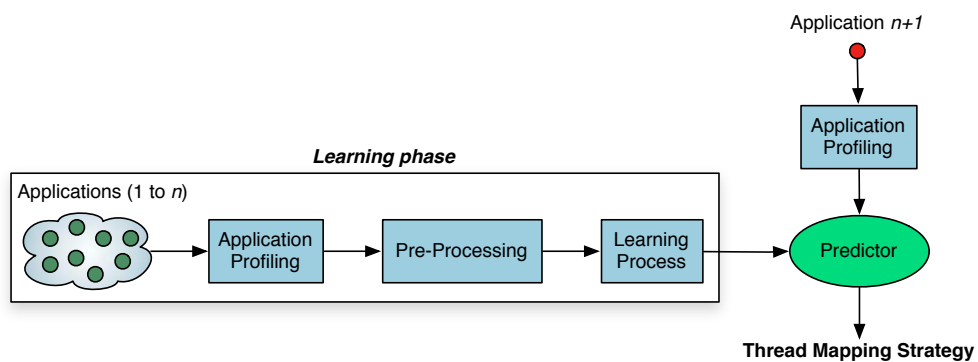 Application n+1
Application
Profiling
Learning phase
Applications (1 to n)
Application
Profiling
Pre-Processing
Learning
Process
Predictor
Thread Mapping Strategy